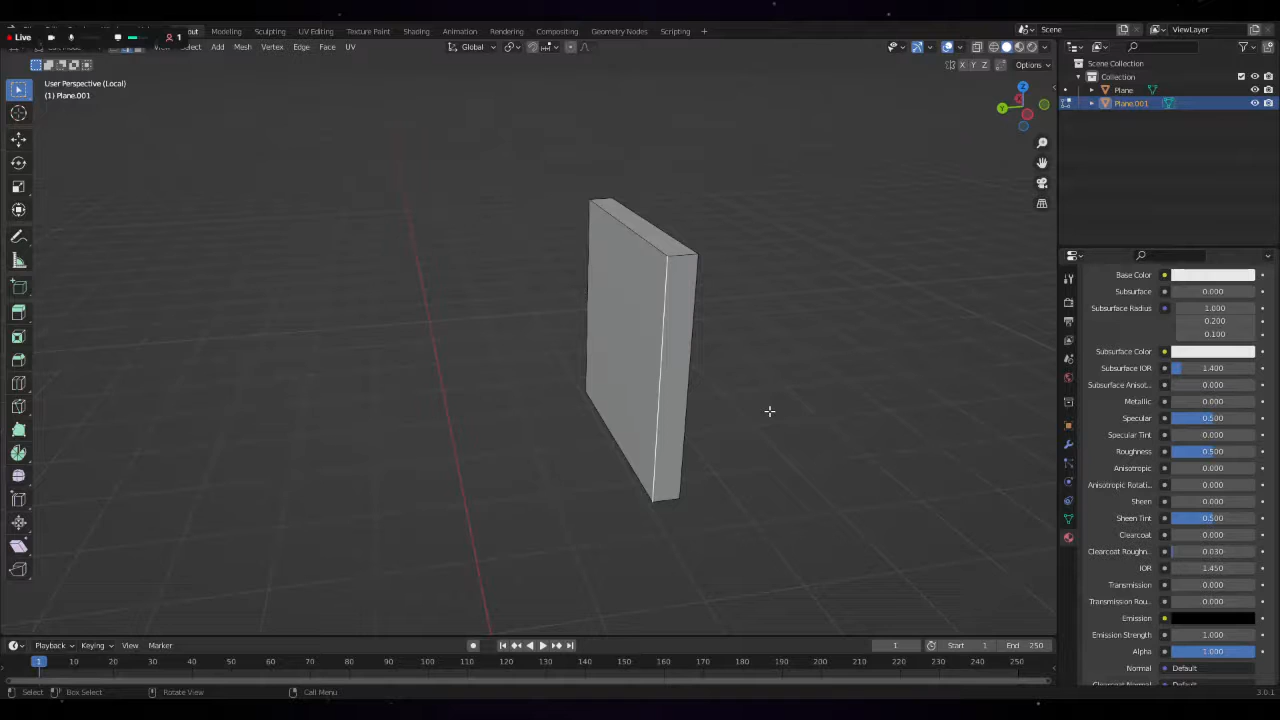 Live 1 out Modeling Sculpting UV Editing Texture Paint Shading Animation Rendering Compositing Geometry Nodes Scripting + Scene ViewLayer
Select Add Mesh Vertex Edge Face UV Global
X Y Z Options
User Perspective (Local)
(1) Plane.001
Scene Collection
Collection
Plane
Plane.001
Z
X
Y
Base Color
Subsurface 0.000
Subsurface Radius 1.000
0.200
0.100
Subsurface Color
Subsurface IOR 1.400
Subsurface Anisot.. 0.000
Metallic 0.000
Specular 0.500
Specular Tint 0.000
Roughness 0.500
Anisotropic 0.000
Anisotropic Rotati.. 0.000
Sheen 0.000
Sheen Tint 0.500
Clearcoat 0.000
Clearcoat Roughn.. 0.030
IOR 1.450
Transmission 0.000
Transmission Rou.. 0.000
Emission
Emission Strength 1.000
Alpha 1.000
Normal Default
Playback Keying View Marker 1 Start 1 End 250
1 10 20 30 40 50 60 70 80 90 100 110 120 130 140 150 160 170 180 190 200 210 220 230 240 250
Select Box Select Rotate View Call Menu 3.0.1